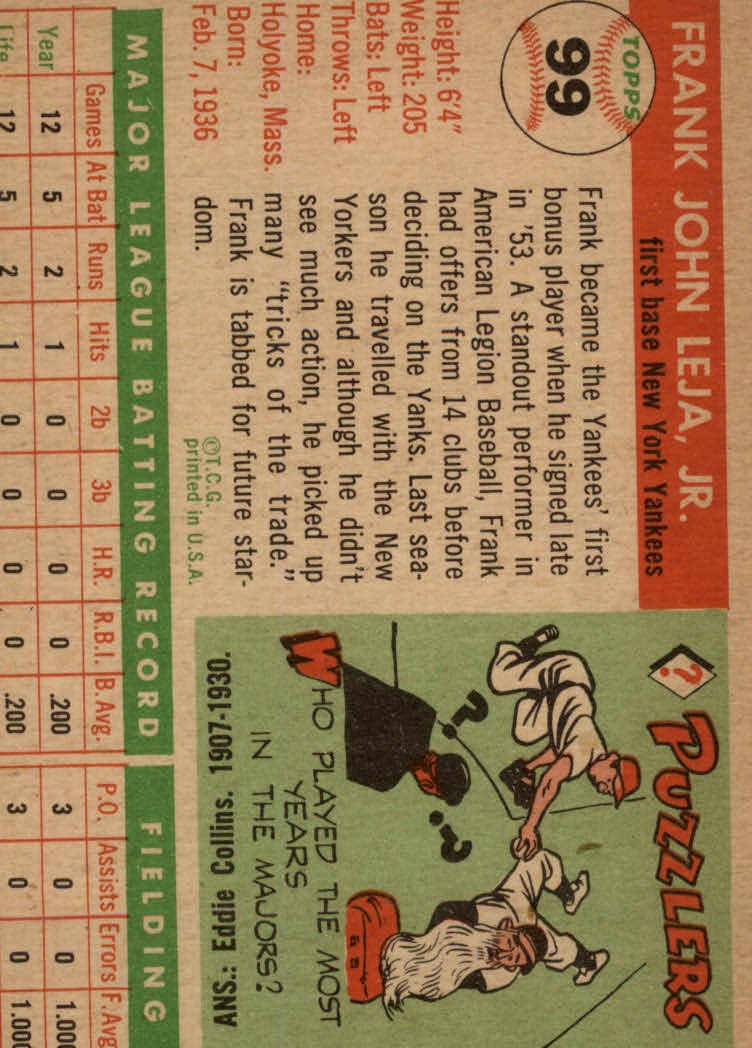 FRANK JOHN LEJA, JR.
first base New York Yankees
TOPPS
99
Height: 6'4"
Weight: 205
Bats: Left
Throws: Left
Home:
Holyoke, Mass.
Born:
Feb. 7, 1936
Frank became the Yankees' first
bonus player when he signed late
in '53. A standout performer in
American Legion Baseball, Frank
had offers from 14 clubs before
deciding on the Yanks. Last sea-
son he travelled with the New
Yorkers and although he didn't
see much action, he picked up
many "tricks of the trade."
Frank is tabbed for future star-
dom.
©T.C.G.
printed in U.S.A.
?
PUZZLERS
? ?
WHO PLAYED THE MOST
YEARS
IN THE MAJORS?
ANS.: Eddie Collins. 1907-1930.
MAJOR LEAGUE BATTING RECORD FIELDING
Games At Bat Runs Hits 2b 3b H.R. R.B.I. B. Avg. P.O. Assists Errors F. Avg
Year 12 5 2 1 0 0 0 0 .200 3 0 0 1.000
Life 12 5 2 1 0 0 0 0 .200 3 0 0 1.000